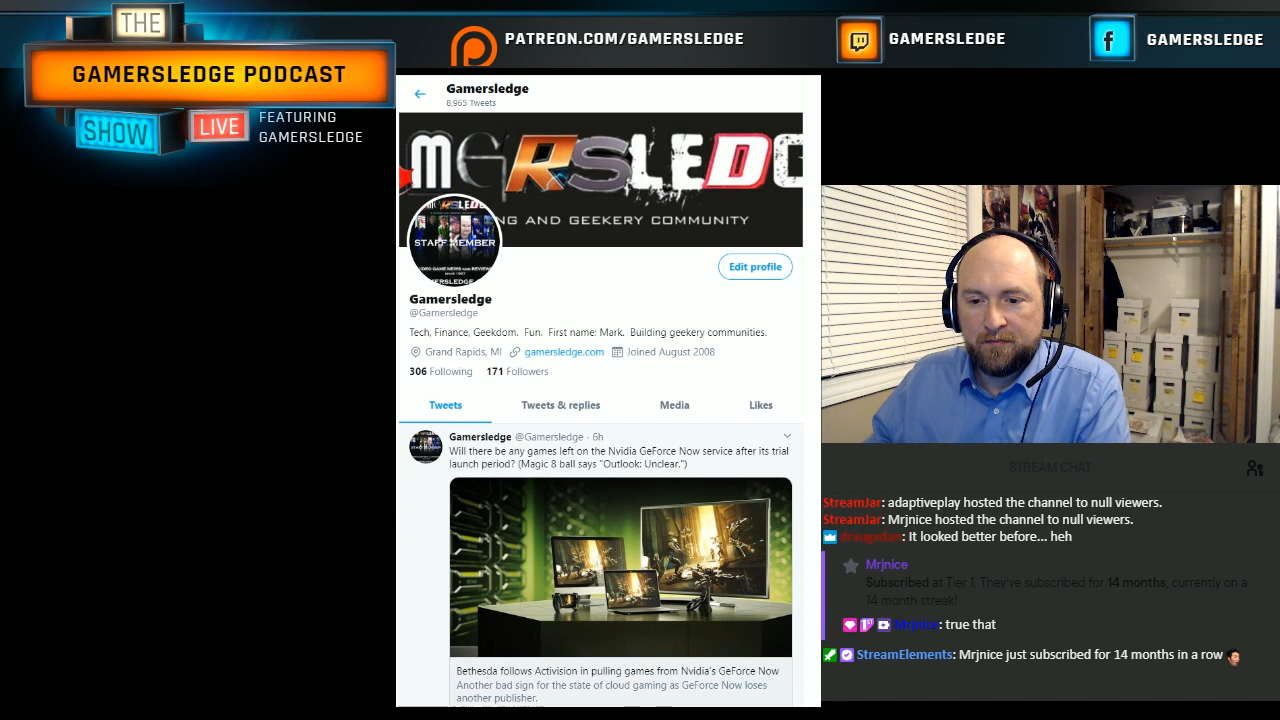 THE
GAMERSLEDGE PODCAST
SHOW
LIVE
FEATURING
GAMERSLEDGE
PATREON.COM/GAMERSLEDGE
GAMERSLEDGE
GAMERSLEDGE
Gamersledge
8,965 Tweets
NG AND GEEKERY COMMUNITY
STAFF MEMBER
Edit profile
Gamersledge
@Gamersledge
Tech, Finance, Geekdom. Fun. First name: Mark. Building geekery communities.
Grand Rapids, MI gamersledge.com Joined August 2008
306 Following 171 Followers
Tweets Tweets & replies Media Likes
Gamersledge @Gamersledge · 6h
Will there be any games left on the Nvidia GeForce Now service after its trial
launch period? (Magic 8 ball says "Outlook: Unclear.")
Bethesda follows Activision in pulling games from Nvidia's GeForce Now
Another bad sign for the state of cloud gaming as GeForce Now loses
another publisher.
STREAM CHAT
StreamJar: adaptiveplay hosted the channel to null viewers.
StreamJar: Mrjnice hosted the channel to null viewers.
draugadan: It looked better before... heh
Mrjnice
Subscribed at Tier 1. They've subscribed for 14 months, currently on a
14 month streak!
Mrjnice: true that
StreamElements: Mrjnice just subscribed for 14 months in a row